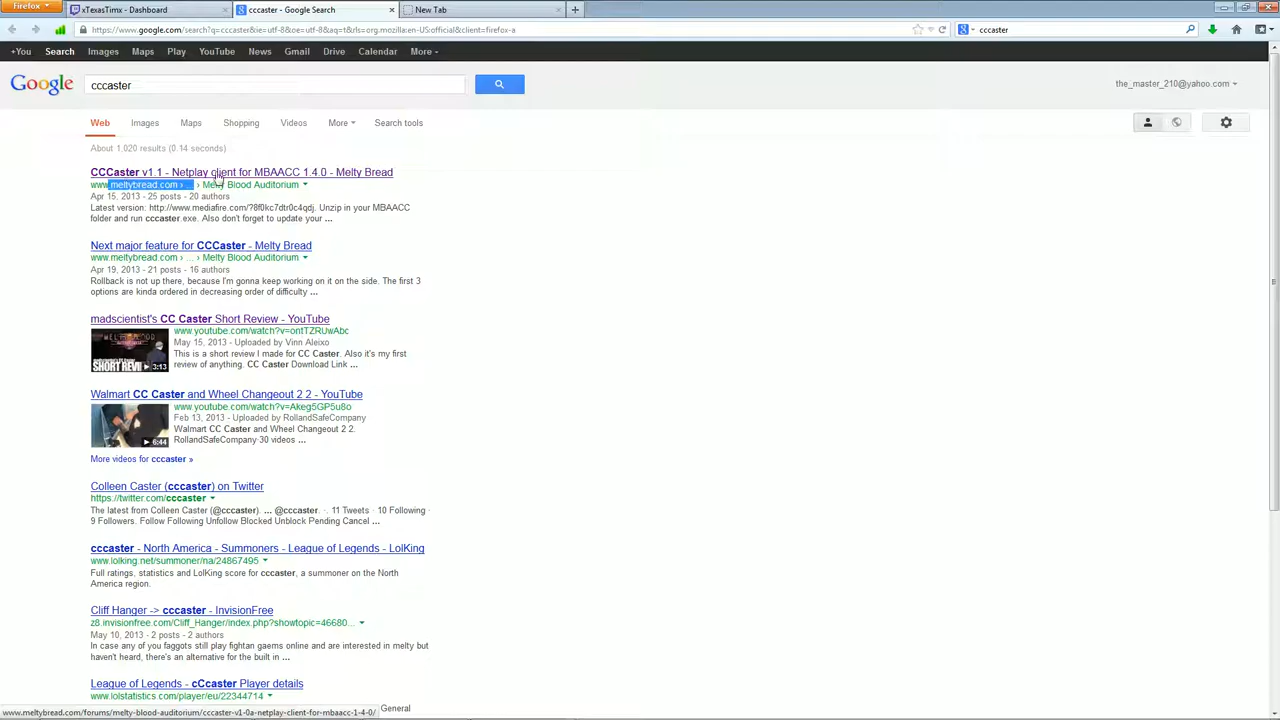 Firefox
xTexasTimx - Dashboard
cccaster - Google Search
New Tab
https://www.google.com/search?q=cccaster&ie=utf-8&oe=utf-8&aq=t&rls=org.mozilla:en-US:official&client=firefox-a
cccaster
+You Search Images Maps Play YouTube News Gmail Drive Calendar More
Google
cccaster
the_master_210@yahoo.com
Web Images Maps Shopping Videos More Search tools
About 1,020 results (0.14 seconds)
CCCaster v1.1 - Netplay client for MBAACC 1.4.0 - Melty Bread
www.meltybread.com › ... › Melty Blood Auditorium
Apr 15, 2013 - 25 posts - 20 authors
Latest version: http://www.mediafire.com/?8f0kc7dtr0c4qdj. Unzip in your MBAACC
folder and run cccaster.exe. Also don't forget to update your ...
Next major feature for CCCaster - Melty Bread
www.meltybread.com › ... › Melty Blood Auditorium
Apr 19, 2013 - 21 posts - 16 authors
Rollback is not up there, because I'm gonna keep working on it on the side. The first 3
options are kinda ordered in decreasing order of difficulty ...
madscientist's CC Caster Short Review - YouTube
www.youtube.com/watch?v=ontTZRUwAbc
May 15, 2013 - Uploaded by Vinn Aleixo
This is a short review I made for CC Caster. Also it's my first
review of anything. CC Caster Download Link ...
SHORT REVI
3:13
Walmart CC Caster and Wheel Changeout 2 2 - YouTube
www.youtube.com/watch?v=Akeg5GP5u8o
Feb 13, 2013 - Uploaded by RollandSafeCompany
Walmart CC Caster and Wheel Changeout 2 2.
RollandSafeCompany·30 videos ...
6:44
More videos for cccaster »
Colleen Caster (cccaster) on Twitter
https://twitter.com/cccaster
The latest from Colleen Caster (@cccaster). ... @cccaster. ·. 11 Tweets · 10 Following ·
9 Followers. Follow Following Unfollow Blocked Unblock Pending Cancel ...
cccaster - North America - Summoners - League of Legends - LolKing
www.lolking.net/summoner/na/24867495
Full ratings, statistics and LolKing score for cccaster, a summoner on the North
America region.
Cliff Hanger -> cccaster - InvisionFree
z8.invisionfree.com/Cliff_Hanger/index.php?showtopic=46680...
May 10, 2013 - 2 posts - 2 authors
In case any of you faggots still play fightan gaems online and are interested in melty but
haven't heard, there's an alternative for the built in ...
League of Legends - cCcaster Player details
www.lolstatistics.com/player/eu/22344714
General
www.meltybread.com/forums/melty-blood-auditorium/cccaster-v1-0a-netplay-client-for-mbaacc-1-4-0/